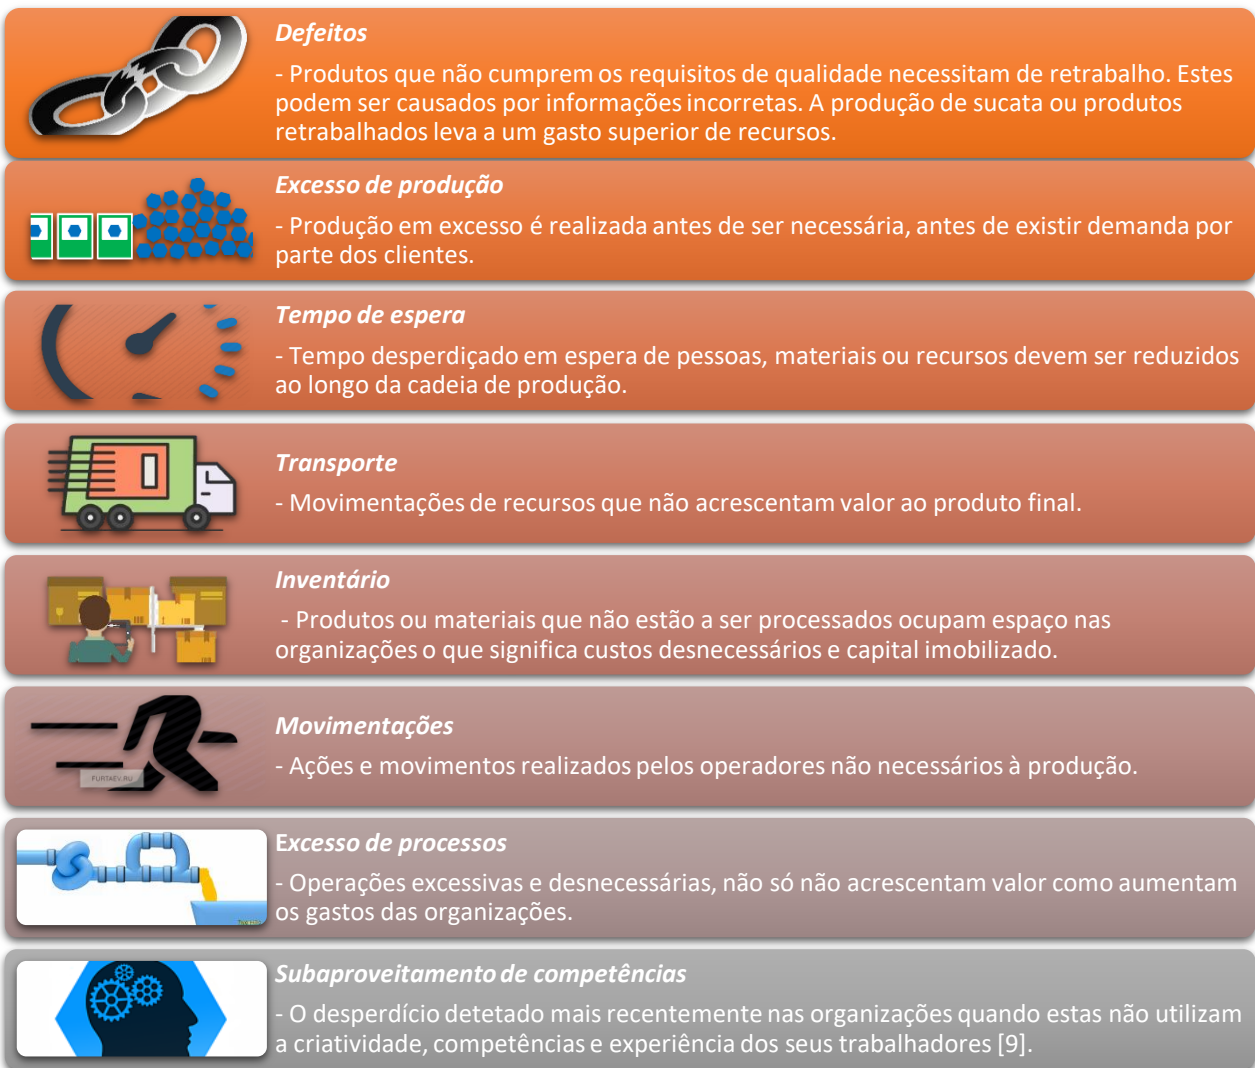 Defeitos
- Produtos que não cumprem os requisitos de qualidade necessitam de retrabalho. Estes
podem ser causados por informações incorretas. A produção de sucata ou produtos
retrabalhados leva a um gasto superior de recursos.
Excesso de produção
- Produção em excesso é realizada antes de ser necessária, antes de existir demanda por
parte dos clientes.
Tempo de espera
- Tempo desperdiçado em espera de pessoas, materiais ou recursos devem ser reduzidos
ao longo da cadeia de produção.
Transporte
- Movimentações de recursos que não acrescentam valor ao produto final.
Inventário
- Produtos ou materiais que não estão a ser processados ocupam espaço nas
organizações o que significa custos desnecessários e capital imobilizado.
Movimentações
- Ações e movimentos realizados pelos operadores não necessários à produção.
FURTAEV.RU
Excesso de processos
- Operações excessivas e desnecessárias, não só não acrescentam valor como aumentam
os gastos das organizações.
Subaproveitamento de competências
- O desperdício detetado mais recentemente nas organizações quando estas não utilizam
a criatividade, competências e experiência dos seus trabalhadores [9].